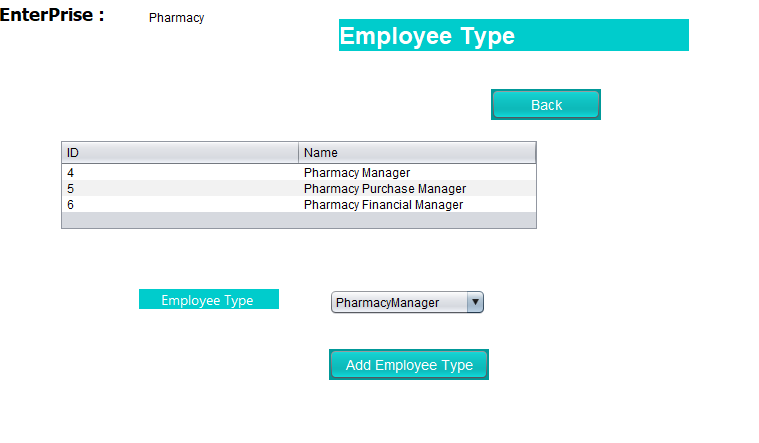 EnterPrise : Pharmacy
Employee Type
Back
ID Name
4 Pharmacy Manager
5 Pharmacy Purchase Manager
6 Pharmacy Financial Manager
Employee Type PharmacyManager
Add Employee Type